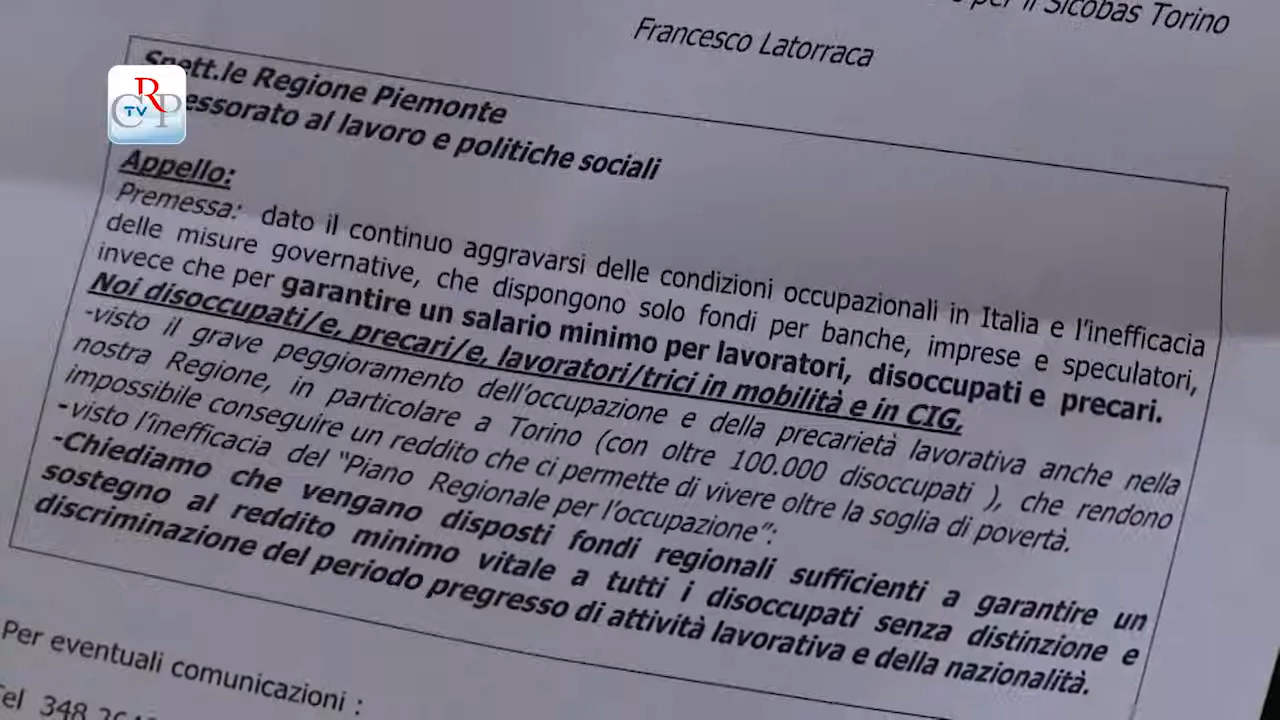 per il Sicobas Torino
Francesco Latorraca
Spett.le Regione Piemonte
essorato al lavoro e politiche sociali
Appello:
Premessa: dato il continuo aggravarsi delle condizioni occupazionali in Italia e l'inefficacia
delle misure governative, che dispongono solo fondi per banche, imprese e speculatori,
invece che per garantire un salario minimo per lavoratori, disoccupati e precari.
Noi disoccupati/e, precari/e, lavoratori/trici in mobilità e in CIG,
-visto il grave peggioramento dell'occupazione e della precarietà lavorativa anche nella
nostra Regione, in particolare a Torino (con oltre 100.000 disoccupati ), che rendono
impossibile conseguire un reddito che ci permette di vivere oltre la soglia di povertà.
-visto l'inefficacia del "Piano Regionale per l'occupazione":
-Chiediamo che vengano disposti fondi regionali sufficienti a garantire un
sostegno al reddito minimo vitale a tutti i disoccupati senza distinzione e
discriminazione del periodo pregresso di attività lavorativa e della nazionalità.
Per eventuali comunicazioni :
Tel 348
CRP
TV